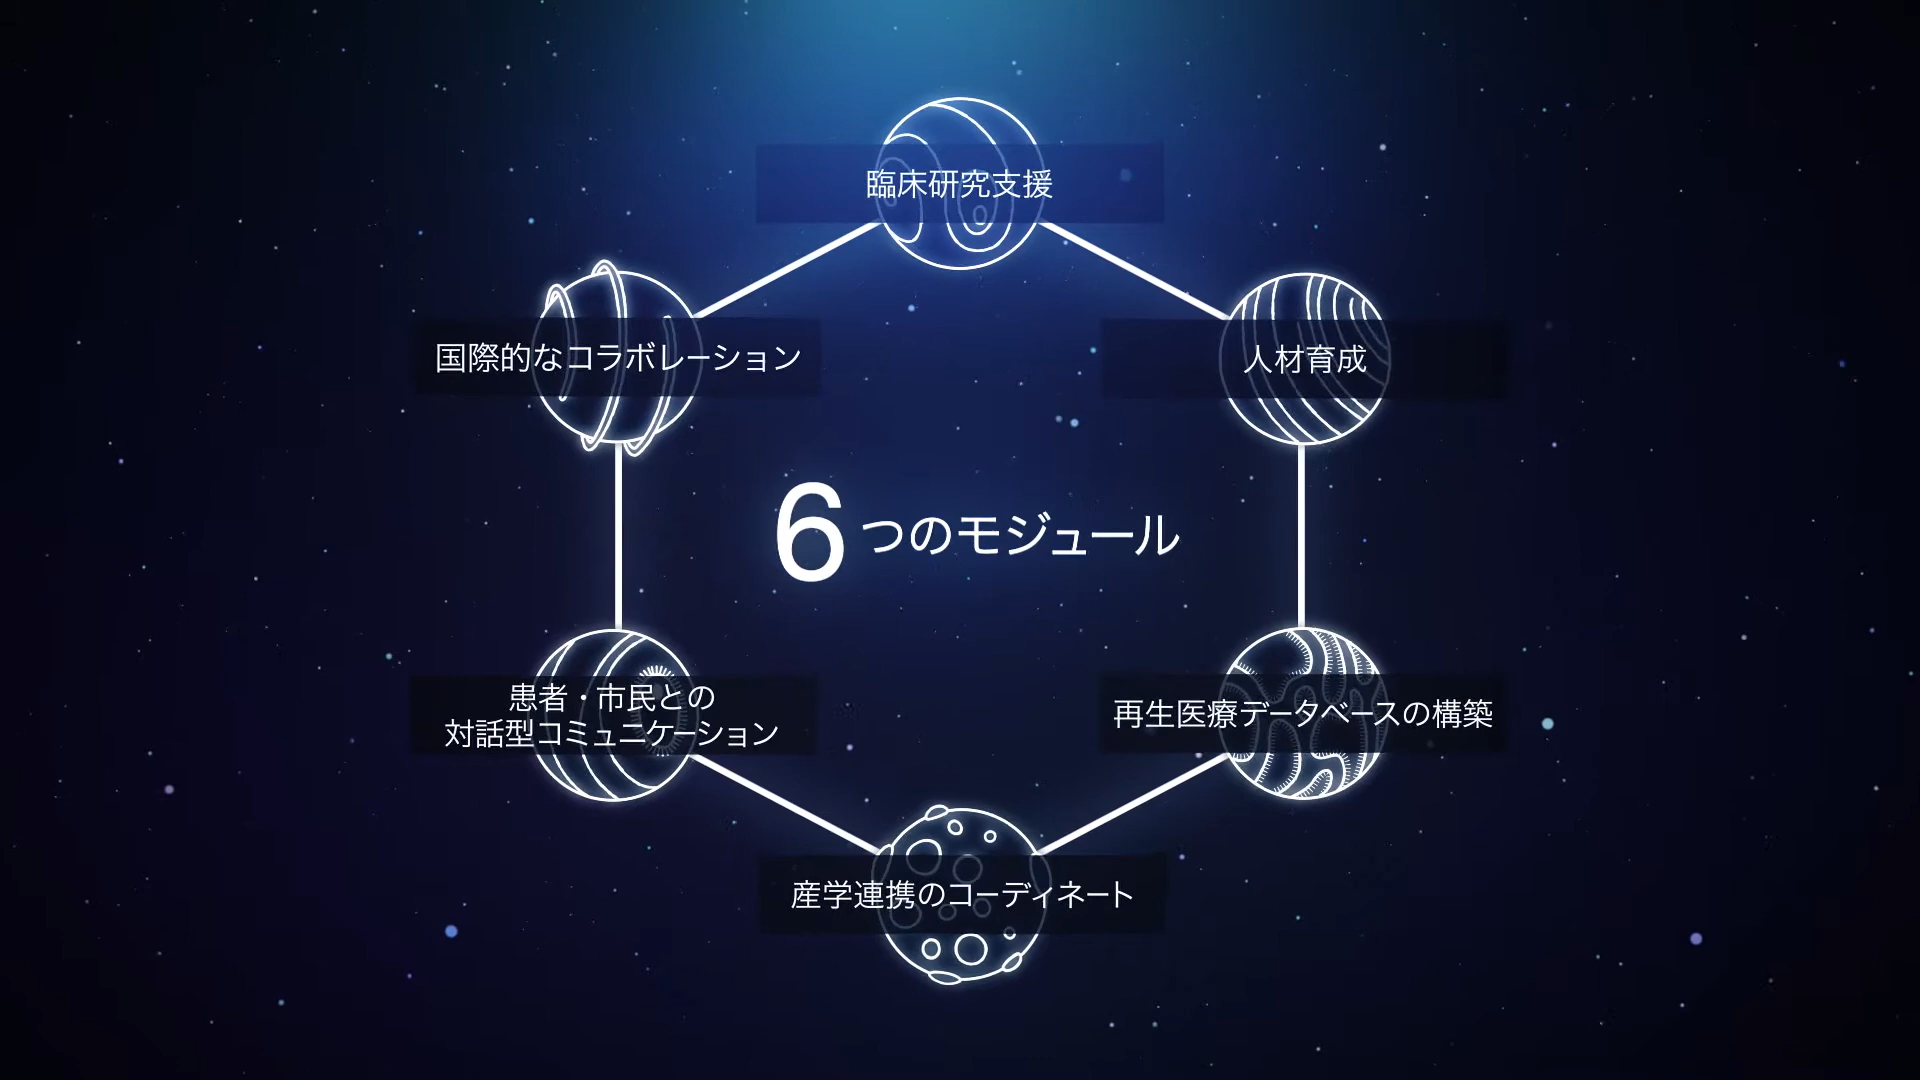 臨床研究支援
国際的なコラボレーション
人材育成
6つのモジュール
患者・市民との
対話型コミュニケーション
再生医療データベースの構築
産学連携のコーディネート